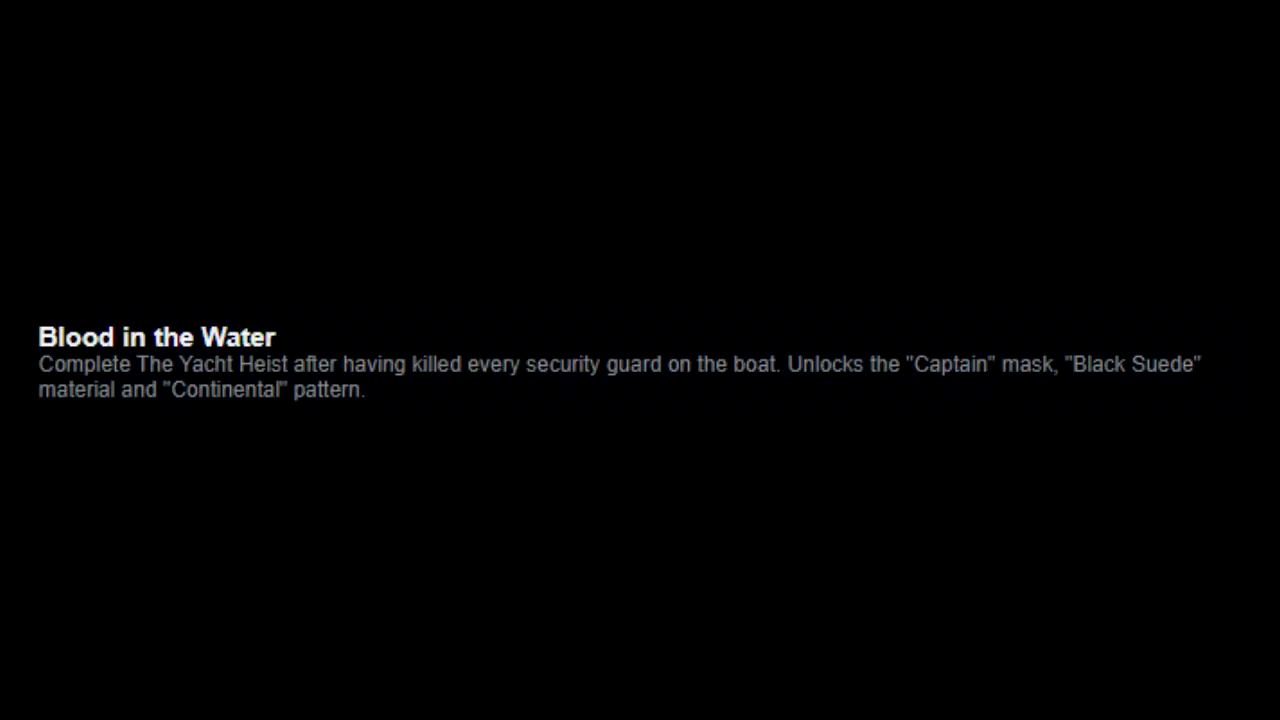 Blood in the Water
Complete The Yacht Heist after having killed every security guard on the boat. Unlocks the "Captain" mask, "Black Suede"
material and "Continental" pattern.